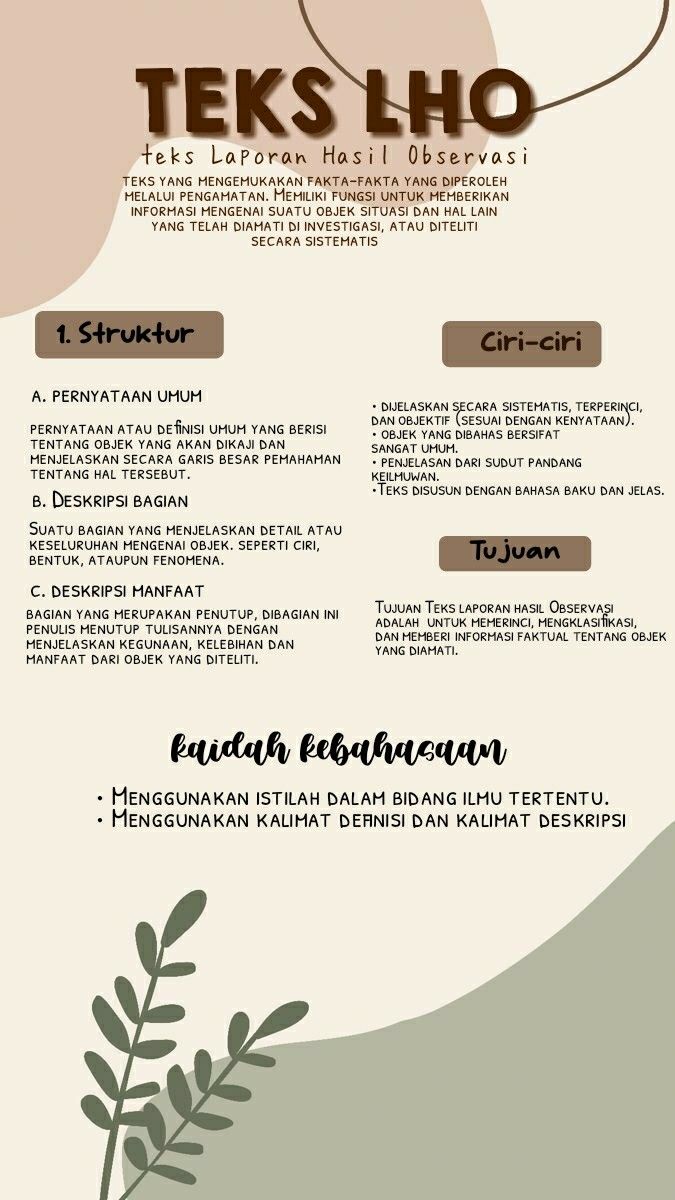 TEKS LHO
teks Laporan Hasil Observasi
TEKS YANG MENGEMUKAKAN FAKTA-FAKTA YANG DIPEROLEH
MELALUI PENGAMATAN. MEMILIKI FUNGSI UNTUK MEMBERIKAN
INFORMASI MENGENAI SUATU OBJEK SITUASI DAN HAL LAIN
YANG TELAH DIAMATI DI INVESTIGASI, ATAU DITELITI
SECARA SISTEMATIS
1. Struktur
A. PERNYATAAN UMUM
PERNYATAAN ATAU DEFINISI UMUM YANG BERISI
TENTANG OBJEK YANG AKAN DIKAJI DAN
MENJELASKAN SECARA GARIS BESAR PEMAHAMAN
TENTANG HAL TERSEBUT.
B. DESKRIPSI BAGIAN
SUATU BAGIAN YANG MENJELASKAN DETAIL ATAU
KESELURUHAN MENGENAI OBJEK. SEPERTI CIRI,
BENTUK, ATAUPUN FENOMENA.
C. DESKRIPSI MANFAAT
BAGIAN YANG MERUPAKAN PENUTUP, DIBAGIAN INI
PENULIS MENUTUP TULISANNYA DENGAN
MENJELASKAN KEGUNAAN, KELEBIHAN DAN
MANFAAT DARI OBJEK YANG DITELITI.
Ciri-ciri
• DIJELASKAN SECARA SISTEMATIS, TERPERINCI,
DAN OBJEKTIF (SESUAI DENGAN KENYATAAN).
• OBJEK YANG DIBAHAS BERSIFAT
SANGAT UMUM.
• PENJELASAN DARI SUDUT PANDANG
KEILMUWAN.
•TEKS DISUSUN DENGAN BAHASA BAKU DAN JELAS.
Tujuan
TUJUAN TEKS LAPORAN HASIL OBSERVASI
ADALAH UNTUK MEMERINCI, MENGKLASIFIKASI,
DAN MEMBERI INFORMASI FAKTUAL TENTANG OBJEK
YANG DIAMATI.
kaidah kebahasaan
• MENGGUNAKAN ISTILAH DALAM BIDANG ILMU TERTENTU.
• MENGGUNAKAN KALIMAT DEFINISI DAN KALIMAT DESKRIPSI